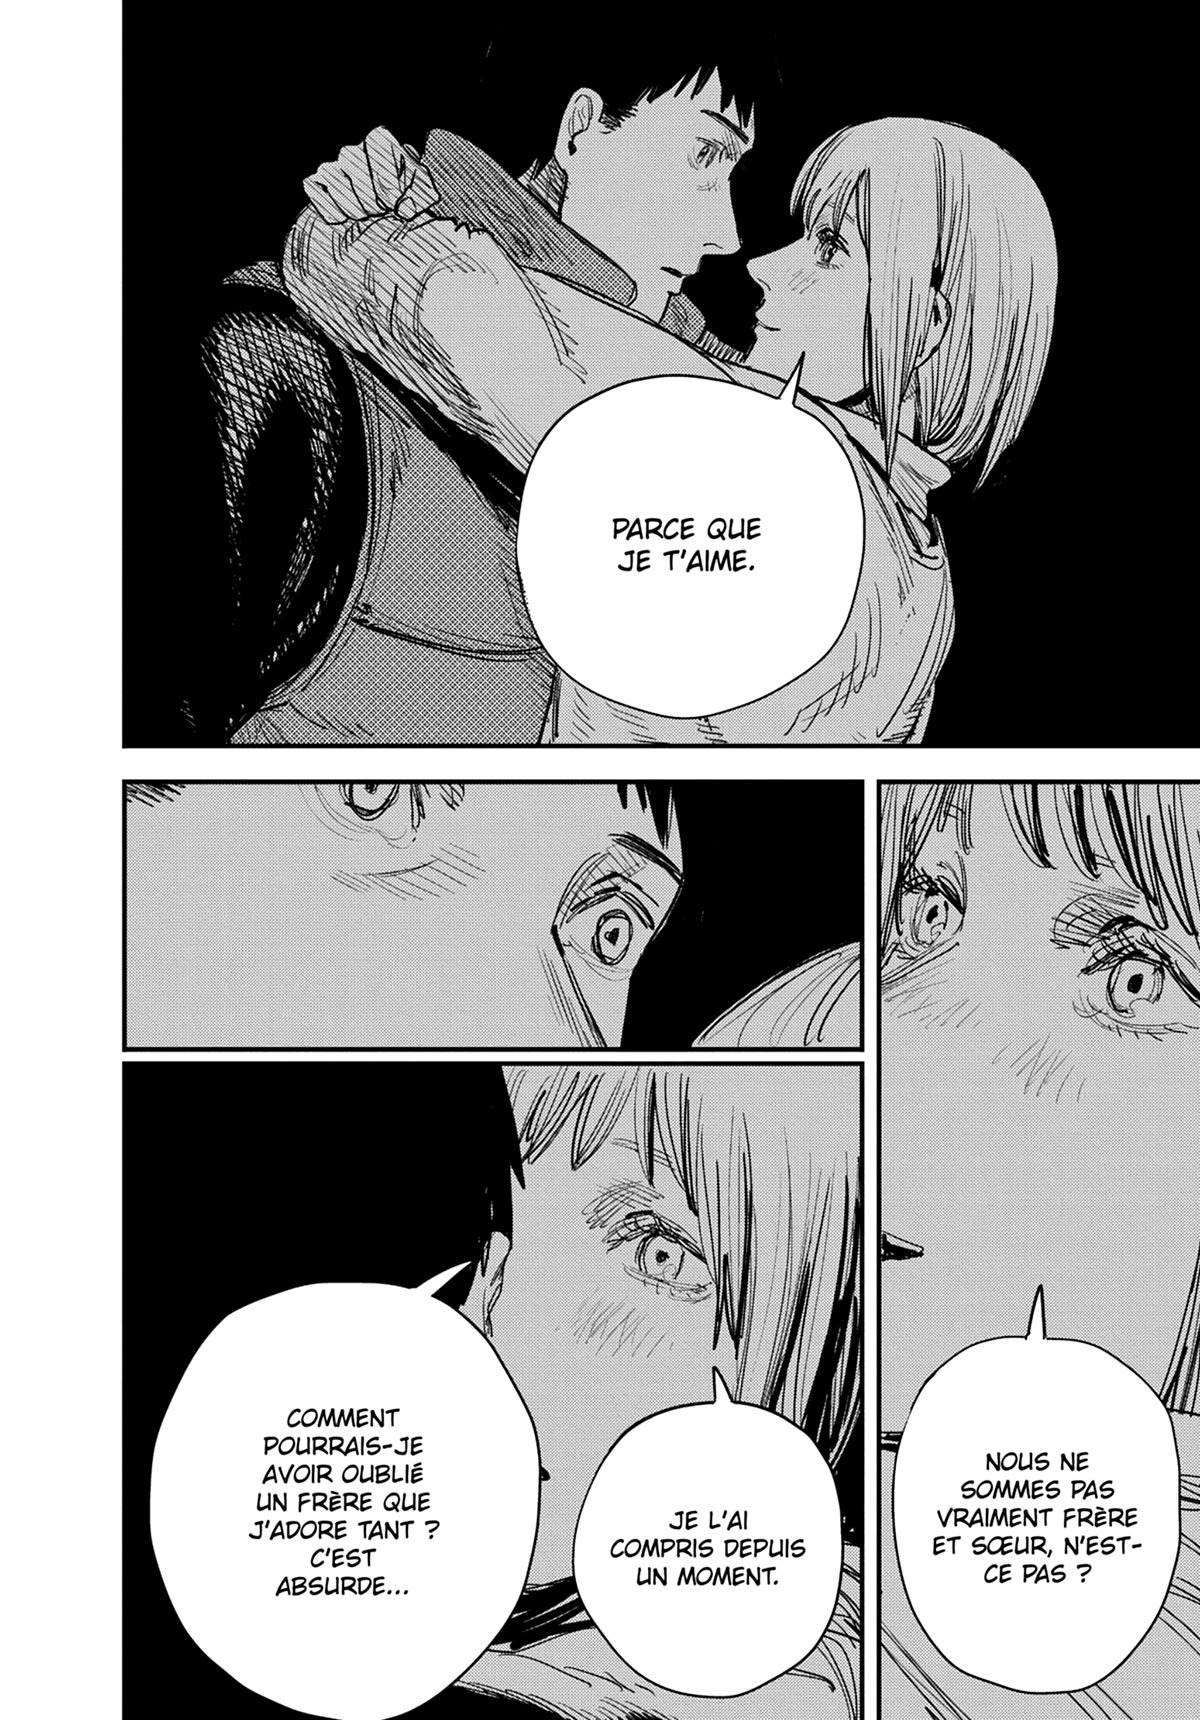 PARCE QUE
JE T'AIME.
NOUS NE
SOMMES PAS
VRAIMENT FRÈRE
ET SŒUR, N'EST-
CE PAS ?
JE L'AI
COMPRIS DEPUIS
UN MOMENT.
COMMENT
POURRAIS-JE
AVOIR OUBLIÉ
UN FRÈRE QUE
J'ADORE TANT ?
C'EST
ABSURDE...